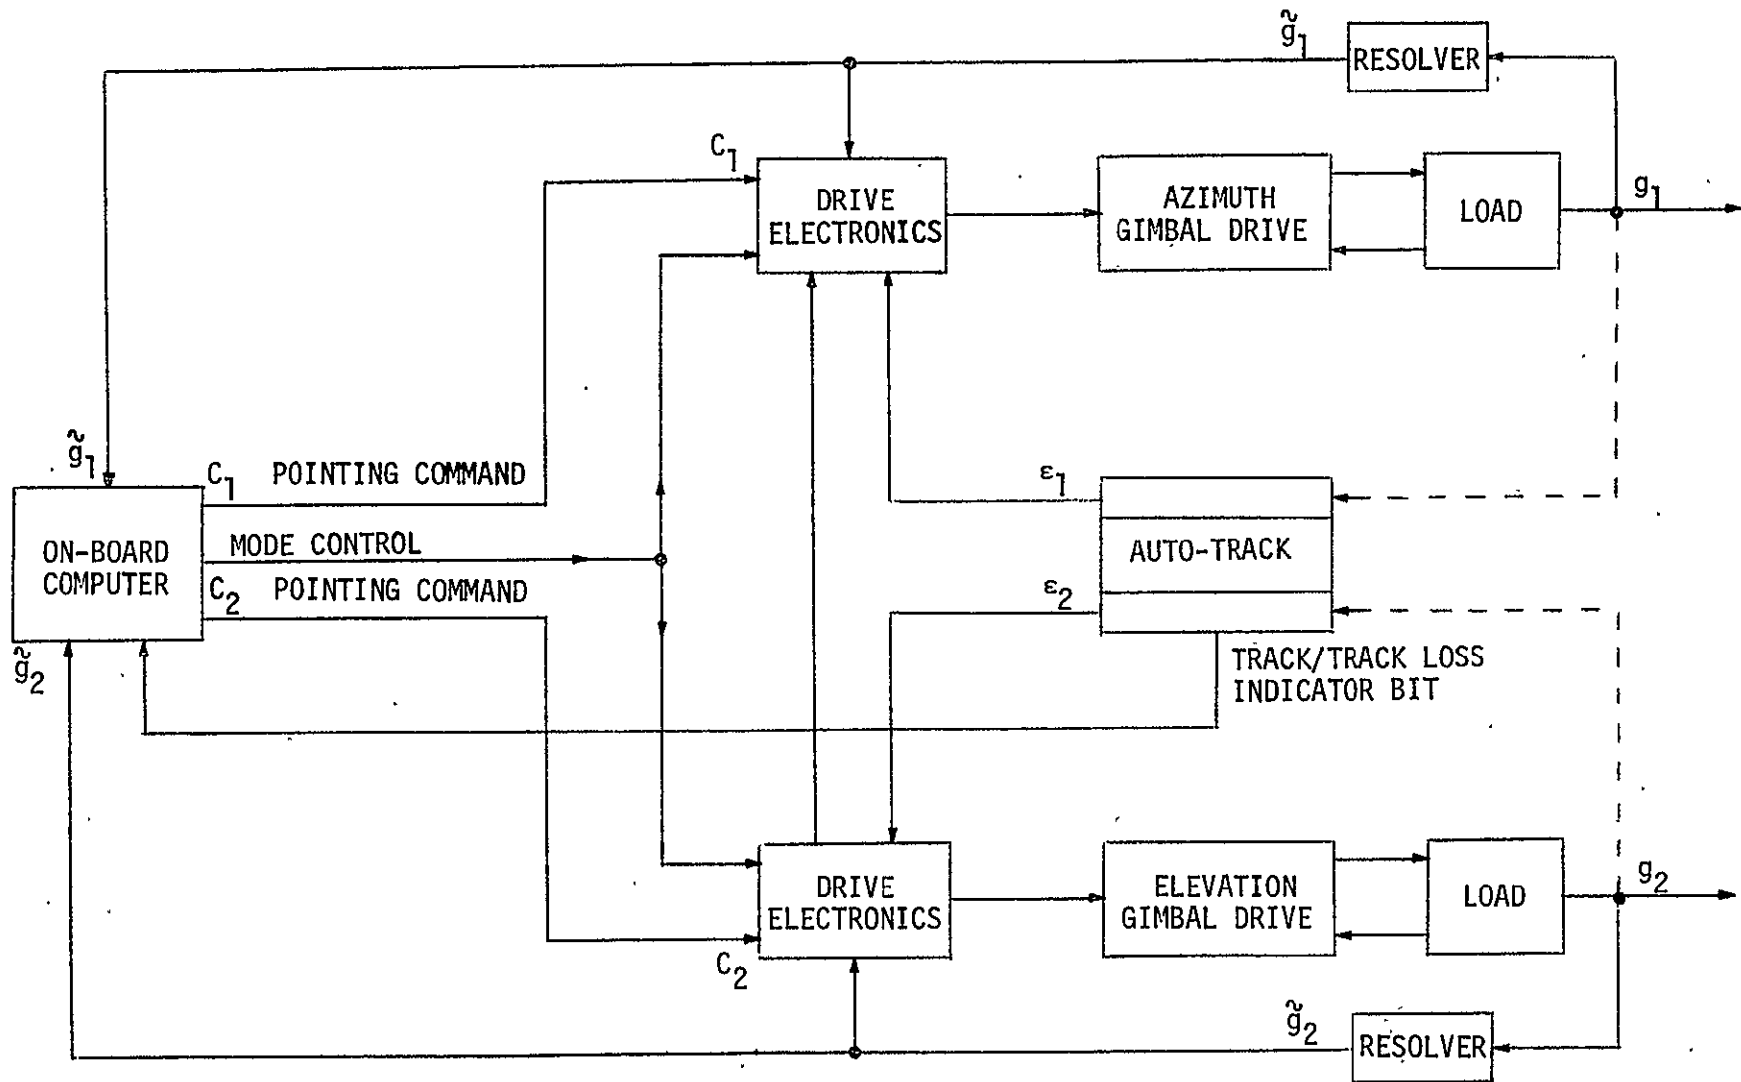 g̃1
RESOLVER
C1
DRIVE
ELECTRONICS
AZIMUTH
GIMBAL DRIVE
LOAD
g1
g̃1
C1 POINTING COMMAND
ε1
ON-BOARD
COMPUTER
MODE CONTROL
AUTO-TRACK
C2 POINTING COMMAND
ε2
g̃2
TRACK/TRACK LOSS
INDICATOR BIT
DRIVE
ELECTRONICS
ELEVATION
GIMBAL DRIVE
LOAD
g2
C2
g̃2
RESOLVER